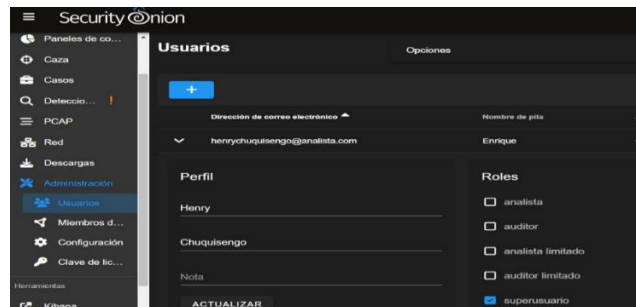 Security Onion
Paneles de co...
Usuarios
Opciones
Caza
Casos
+
Deteccio... !
PCAP
Dirección de correo electrónico
Nombre de pila
Red
henrychuquisengo@analista.com
Enrique
Descargas
Administración
Perfil
Roles
Usuarios
Henry
analista
Miembros d...
auditor
Configuración
Chuquisengo
analista limitado
Clave de lic...
Nota
auditor limitado
Herramientas
ACTUALIZAR
superusuario
Kibana